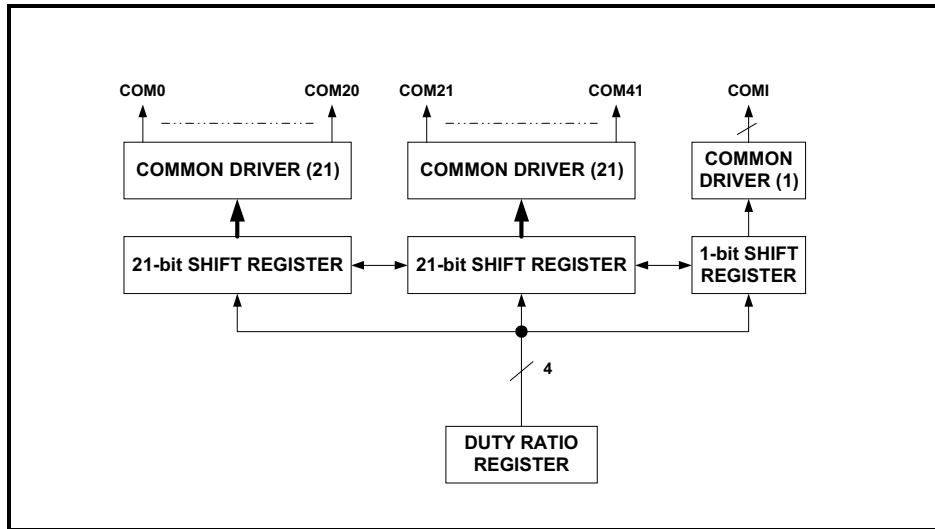 COM0 COM20 COM21 COM41 COMI
COMMON DRIVER (21)
COMMON DRIVER (21)
COMMON
DRIVER (1)
21-bit SHIFT REGISTER
21-bit SHIFT REGISTER
1-bit SHIFT
REGISTER
4
DUTY RATIO
REGISTER